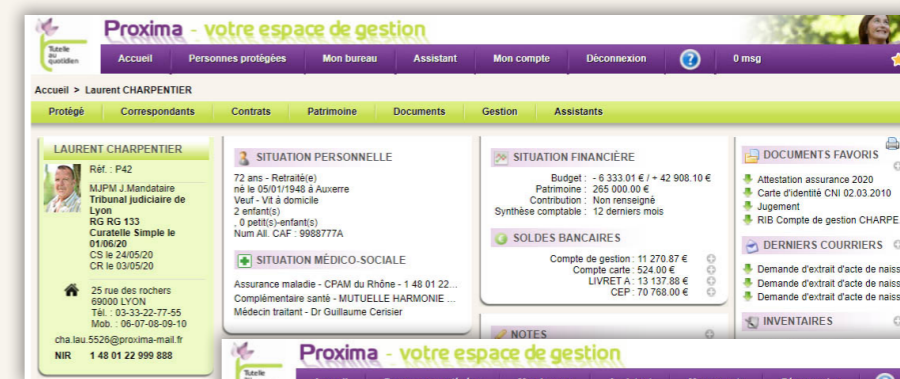 Proxima - votre espace de gestion
Tutelle
au
quotidien
Accueil Personnes protégées Mon bureau Assistant Mon compte Déconnexion ? 0 msg
Accueil > Laurent CHARPENTIER
Protégé Correspondants Contrats Patrimoine Documents Gestion Assistants
LAURENT CHARPENTIER
Réf. : P42
MJPM J.Mandataire
Tribunal judiciaire de
Lyon
RG RG 133
Curatelle Simple le
01/06/20
CS le 24/05/20
CR le 03/05/20
25 rue des rochers
69000 LYON
Tél. : 03-33-22-77-55
Mob. : 06-07-08-09-10
cha.lau.5526@proxima-mail.fr
NIR 1 48 01 22 999 888
SITUATION PERSONNELLE
72 ans - Retraité(e)
né le 05/01/1948 à Auxerre
Veuf - Vit à domicile
2 enfant(s)
, 0 petit(s)-enfant(s)
Num All. CAF : 9988777A
SITUATION MÉDICO-SOCIALE
Assurance maladie - CPAM du Rhône - 1 48 01 22...
Complémentaire santé - MUTUELLE HARMONIE ...
Médecin traitant - Dr Guillaume Cerisier
SITUATION FINANCIÈRE
Budget : - 6 333.01 € / + 42 908.10 €
Patrimoine : 265 000.00 €
Contribution : Non renseigné
Synthèse comptable : 12 derniers mois
SOLDES BANCAIRES
Compte de gestion : 11 270.87 €
Compte carte : 524.00 €
LIVRET A : 13 137.88 €
CEP : 70 768.00 €
NOTES
DOCUMENTS FAVORIS
Attestation assurance 2020
Carte d'identité CNI 02.03.2010
Jugement
RIB Compte de gestion CHARPE
DERNIERS COURRIERS
Demande d'extrait d'acte de naiss
Demande d'extrait d'acte de naiss
Demande d'extrait d'acte de naiss
INVENTAIRES
Proxima - votre espace de gestion
Tutelle